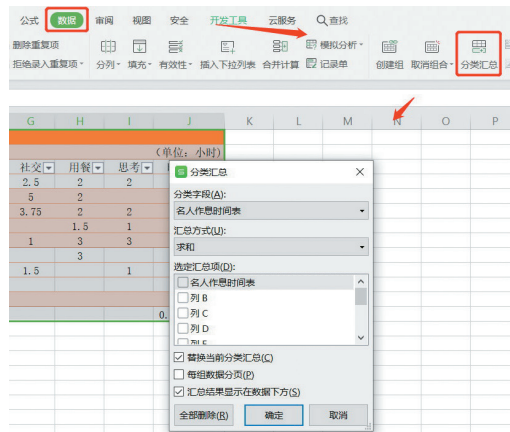 公式 数据 审阅 视图 安全 开发工具 云服务 查找
删除重复项 模拟分析
拒绝录入重复项 分列 填充 有效性 插入下拉列表 合并计算 记录单 创建组 取消组合 分类汇总
G H I J K L M N O P
(单位: 小时)
社交 用餐 思考
2.5 2 2
5 2
3.75 2 2
1.5 1
1 3 3
3
1.5 1
0.
分类汇总
分类字段(A):
名人作息时间表
汇总方式(U):
求和
选定汇总项(D):
名人作息时间表
列 B
列 C
列 D
替换当前分类汇总(C)
每组数据分页(P)
汇总结果显示在数据下方(S)
全部删除(R) 确定 取消